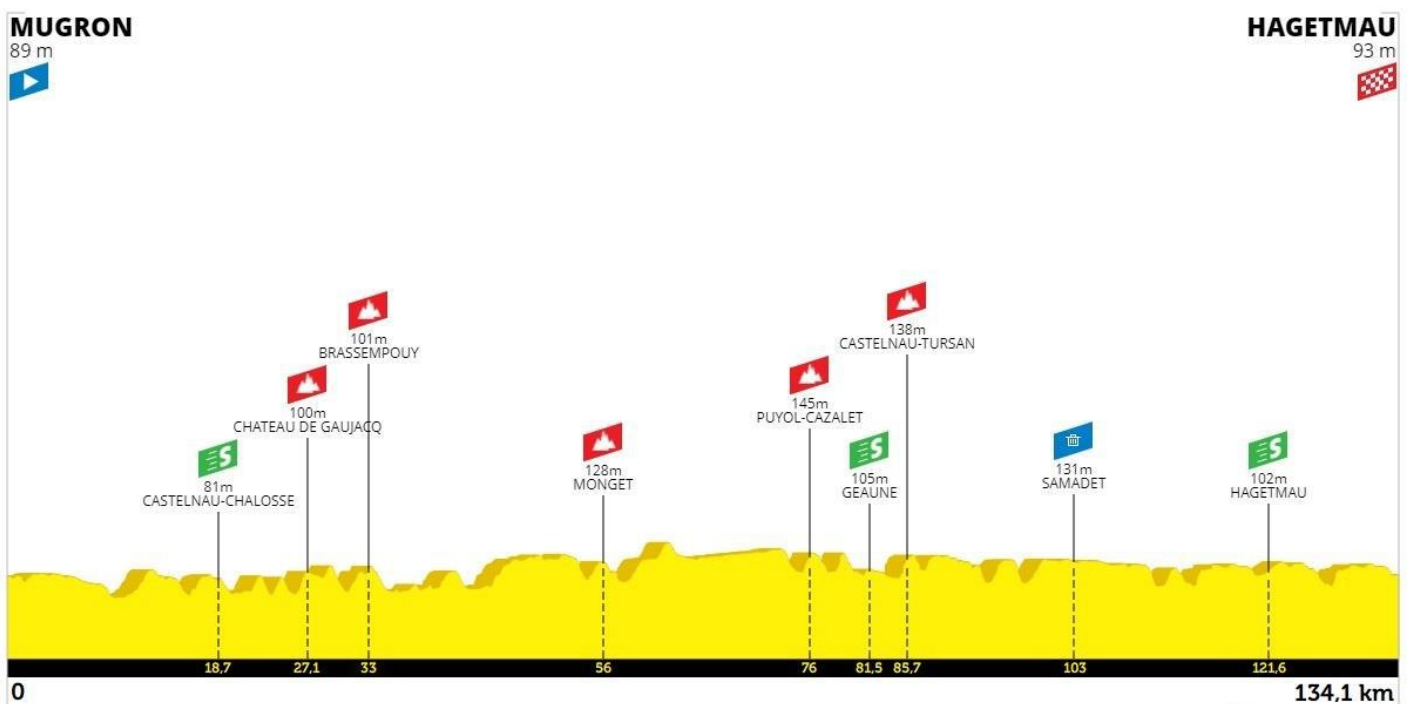 MUGRON
89 m
HAGETMAU
93 m
101m
BRASSEMPOUY
138m
CASTELNAU-TURSAN
100m
CHATEAU DE GAUJACQ
145m
PUYOL-CAZALET
S
81m
CASTELNAU-CHALOSSE
128m
MONGET
S
105m
GEAUNE
131m
SAMADET
S
102m
HAGETMAU
18,7
27,1
33
56
76
81,5
85,7
103
121,6
0
134,1 km